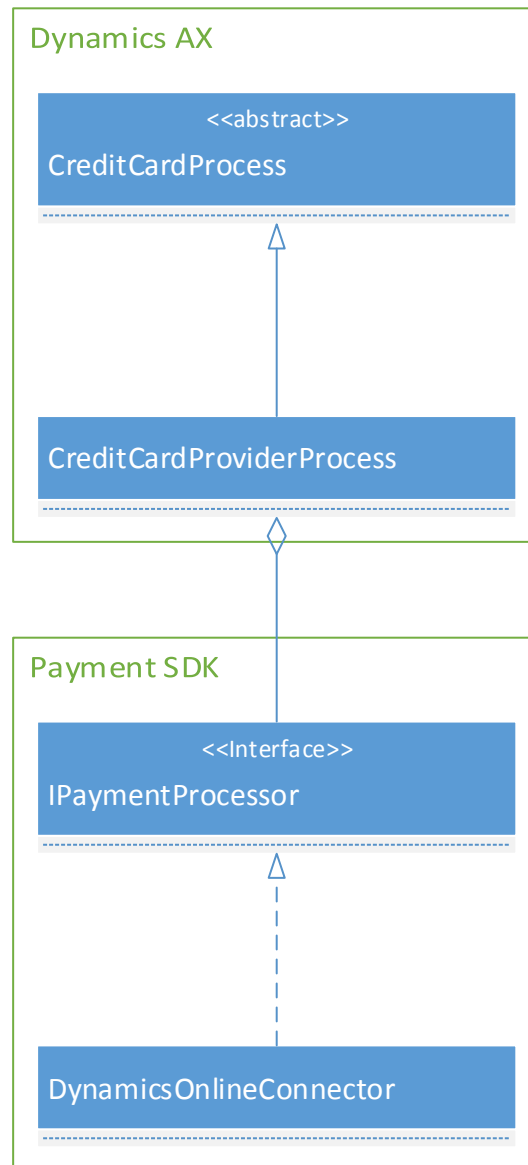 Dynamics AX
<<abstract>>
CreditCardProcess
CreditCardProviderProcess
Payment SDK
<<Interface>>
IPaymentProcessor
DynamicsOnlineConnector